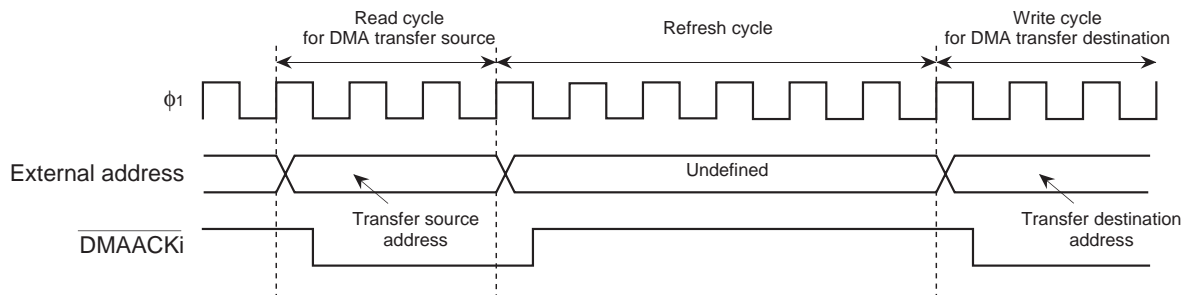 Read cycle
for DMA transfer source
Refresh cycle
Write cycle
for DMA transfer destination
ϕ1
External address
Undefined
Transfer source
address
Transfer destination
address
DMAACKi